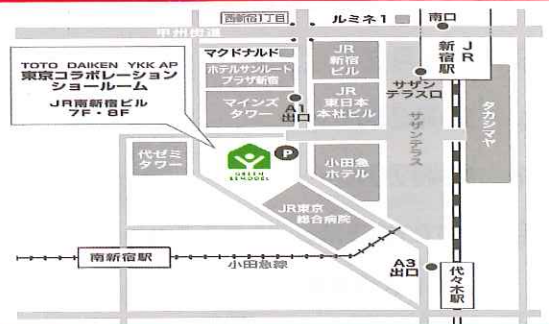 西新宿1丁目
ルミネ1
南口
甲州街道
マクドナルド
JR
新宿
ビル
JR
新宿駅
TOTO DAIKEN YKK AP
東京コラボレーション
ショールーム
JR南新宿ビル
7F・8F
ホテルサンルート
プラザ新宿
サザン
テラス口
マインズ
タワー
A1
出口
JR
東日本
本社ビル
サザンテラス
タカシマヤ
代ゼミ
タワー
GREEN
REMODEL
P
小田急
ホテル
JR東京
総合病院
南新宿駅
小田急線
A3
出口
代々木駅